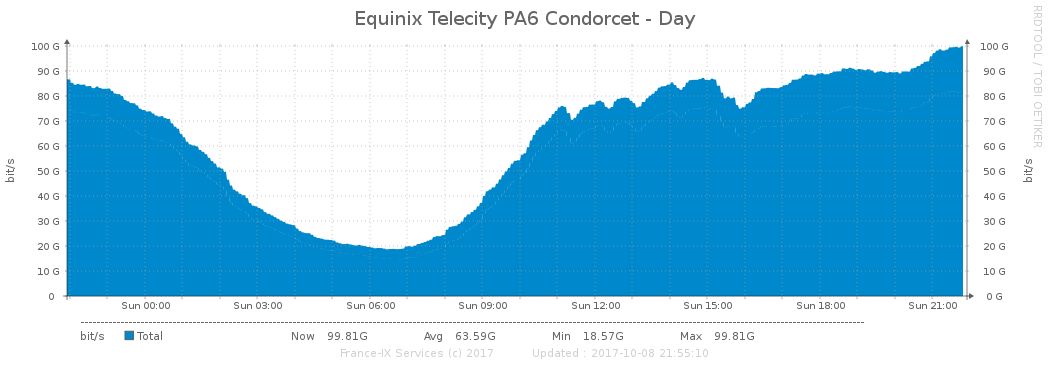 Equinix Telecity PA6 Condorcet - Day
RRDTOOL / TOBI OETIKER
100 G 100 G
90 G 90 G
80 G 80 G
70 G 70 G
60 G 60 G
50 G 50 G
40 G 40 G
30 G 30 G
20 G 20 G
10 G 10 G
0 0 G
bit/s bit/s
Sun 00:00 Sun 03:00 Sun 06:00 Sun 09:00 Sun 12:00 Sun 15:00 Sun 18:00 Sun 21:00
bit/s Total Now 99.81G Avg 63.59G Min 18.57G Max 99.81G
France-IX Services (c) 2017 Updated : 2017-10-08 21:55:10